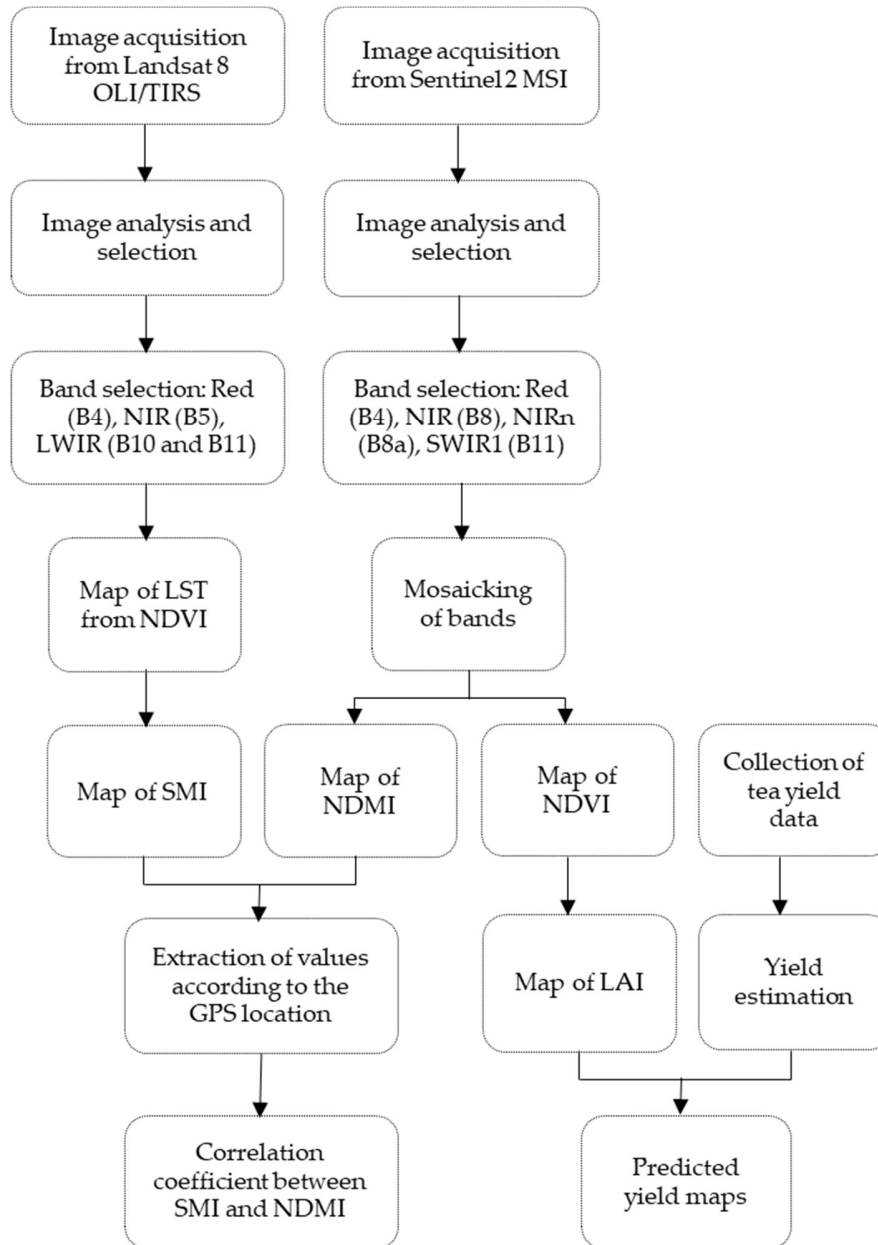 Image acquisition
from Landsat 8
OLI/TIRS
Image acquisition
from Sentinel2 MSI
Image analysis and
selection
Image analysis and
selection
Band selection: Red
(B4), NIR (B5),
LWIR (B10 and B11)
Band selection: Red
(B4), NIR (B8), NIRn
(B8a), SWIR1 (B11)
Map of LST
from NDVI
Mosaicking
of bands
Map of SMI
Map of
NDMI
Map of
NDVI
Collection of
tea yield
data
Extraction of values
according to the
GPS location
Map of LAI
Yield
estimation
Correlation
coefficient between
SMI and NDMI
Predicted
yield maps